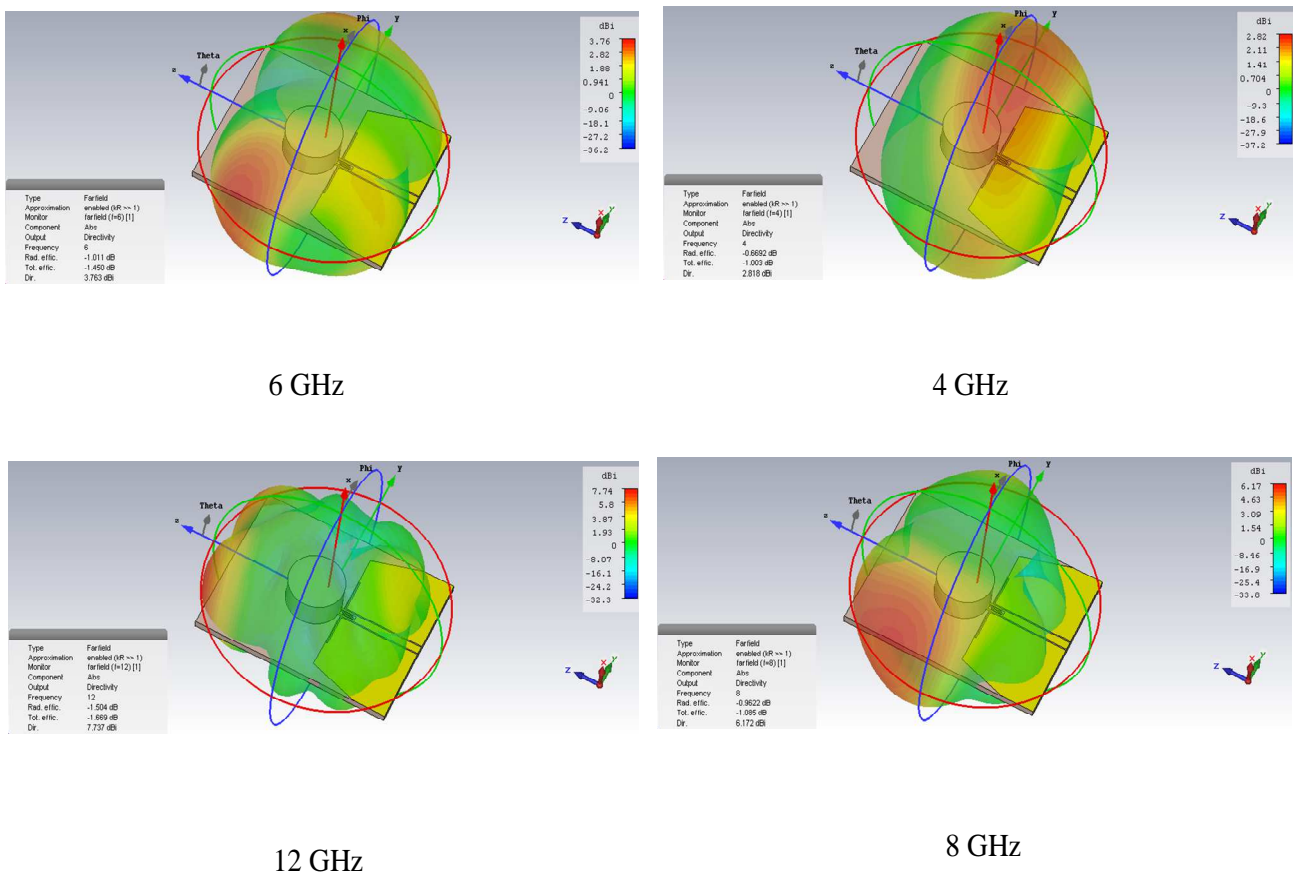 Phi
y
x
Theta
z
dBi
3.76
2.82
1.88
0.941
0
-9.06
-18.1
-27.2
-36.2
z x y
Type Farfield
Approximation enabled (kR >> 1)
Monitor farfield (f=6) [1]
Component Abs
Output Directivity
Frequency 6
Rad. effic. -1.011 dB
Tot. effic. -1.450 dB
Dir. 3.763 dBi
6 GHz
Phi
y
x
Theta
z
dBi
2.82
2.11
1.41
0.704
0
-9.3
-18.6
-27.9
-37.2
z x y
Type Farfield
Approximation enabled (kR >> 1)
Monitor farfield (f=4) [1]
Component Abs
Output Directivity
Frequency 4
Rad. effic. -0.6692 dB
Tot. effic. -1.003 dB
Dir. 2.818 dBi
4 GHz
Phi
y
x
Theta
z
dBi
7.74
5.8
3.87
1.93
0
-8.07
-16.1
-24.2
-32.3
z x y
Type Farfield
Approximation enabled (kR >> 1)
Monitor farfield (f=12) [1]
Component Abs
Output Directivity
Frequency 12
Rad. effic. -1.504 dB
Tot. effic. -1.669 dB
Dir. 7.737 dBi
12 GHz
Phi
y
x
Theta
z
dBi
6.17
4.63
3.09
1.54
0
-8.46
-16.9
-25.4
-33.8
z x y
Type Farfield
Approximation enabled (kR >> 1)
Monitor farfield (f=8) [1]
Component Abs
Output Directivity
Frequency 8
Rad. effic. -0.9622 dB
Tot. effic. -1.085 dB
Dir. 6.172 dBi
8 GHz